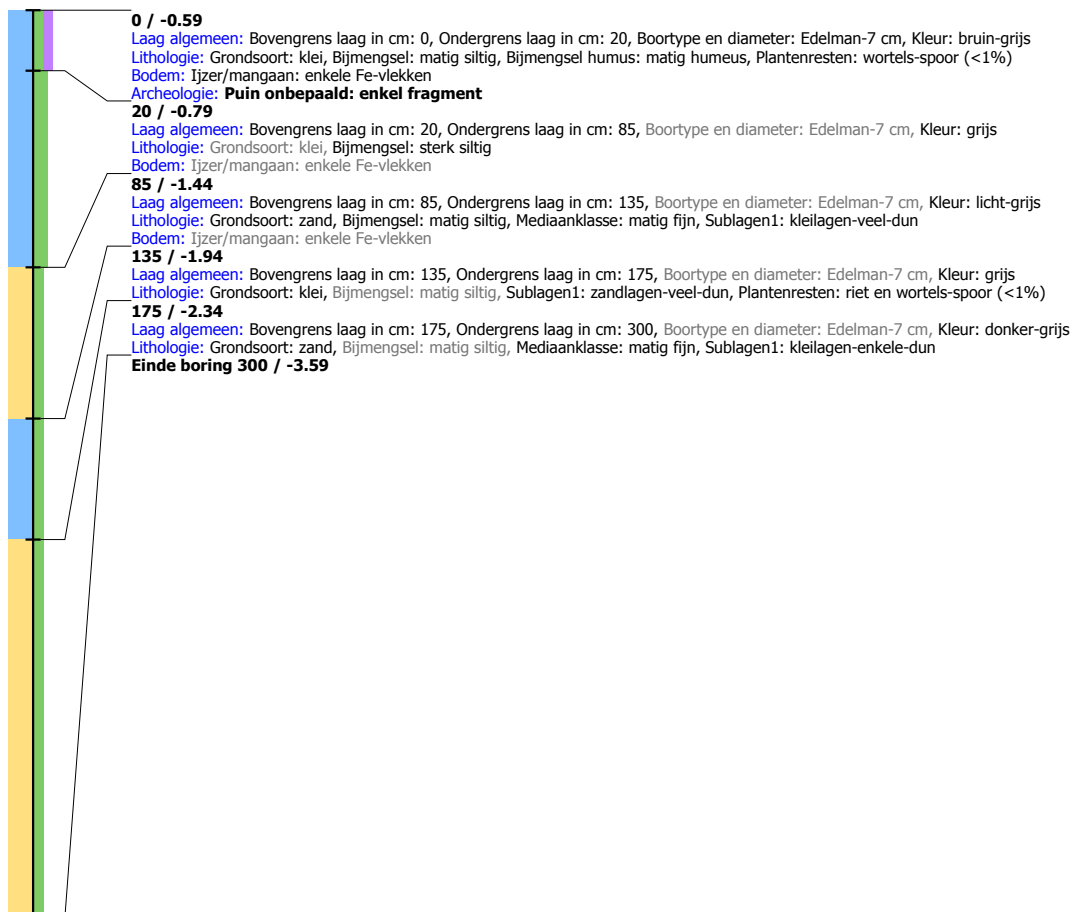 0 / -0.59
Laag algemeen: Bovengrens laag in cm: 0, Ondergrens laag in cm: 20, Boortype en diameter: Edelman-7 cm, Kleur: bruin-grijs
Lithologie: Grondsoort: klei, Bijmengsel: matig siltig, Bijmengsel humus: matig humeus, Plantenresten: wortels-spoor (<1%)
Bodem: Ijzer/mangaan: enkele Fe-vlekken
Archeologie: Puin onbepaald: enkel fragment
20 / -0.79
Laag algemeen: Bovengrens laag in cm: 20, Ondergrens laag in cm: 85, Boortype en diameter: Edelman-7 cm, Kleur: grijs
Lithologie: Grondsoort: klei, Bijmengsel: sterk siltig
Bodem: Ijzer/mangaan: enkele Fe-vlekken
85 / -1.44
Laag algemeen: Bovengrens laag in cm: 85, Ondergrens laag in cm: 135, Boortype en diameter: Edelman-7 cm, Kleur: licht-grijs
Lithologie: Grondsoort: zand, Bijmengsel: matig siltig, Mediaanklasse: matig fijn, Sublagen1: kleilagen-veel-dun
Bodem: Ijzer/mangaan: enkele Fe-vlekken
135 / -1.94
Laag algemeen: Bovengrens laag in cm: 135, Ondergrens laag in cm: 175, Boortype en diameter: Edelman-7 cm, Kleur: grijs
Lithologie: Grondsoort: klei, Bijmengsel: matig siltig, Sublagen1: zandlagen-veel-dun, Plantenresten: riet en wortels-spoor (<1%)
175 / -2.34
Laag algemeen: Bovengrens laag in cm: 175, Ondergrens laag in cm: 300, Boortype en diameter: Edelman-7 cm, Kleur: donker-grijs
Lithologie: Grondsoort: zand, Bijmengsel: matig siltig, Mediaanklasse: matig fijn, Sublagen1: kleilagen-enkele-dun
Einde boring 300 / -3.59